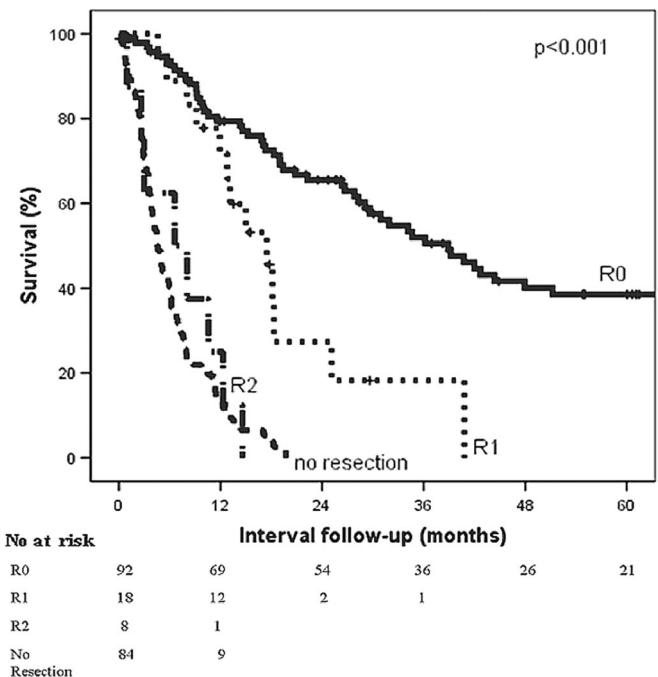 100
80
60
40
20
0
Survival (%)
p<0.001
R0
R2
R1
no resection
0 12 24 36 48 60
Interval follow-up (months)
No at risk
R0 92 69 54 36 26 21
R1 18 12 2 1
R2 8 1
No 84 9
Resection